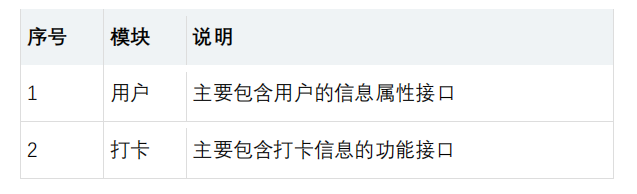 序号 模块 说明
1 用户 主要包含用户的信息属性接口
2 打卡 主要包含打卡信息的功能接口